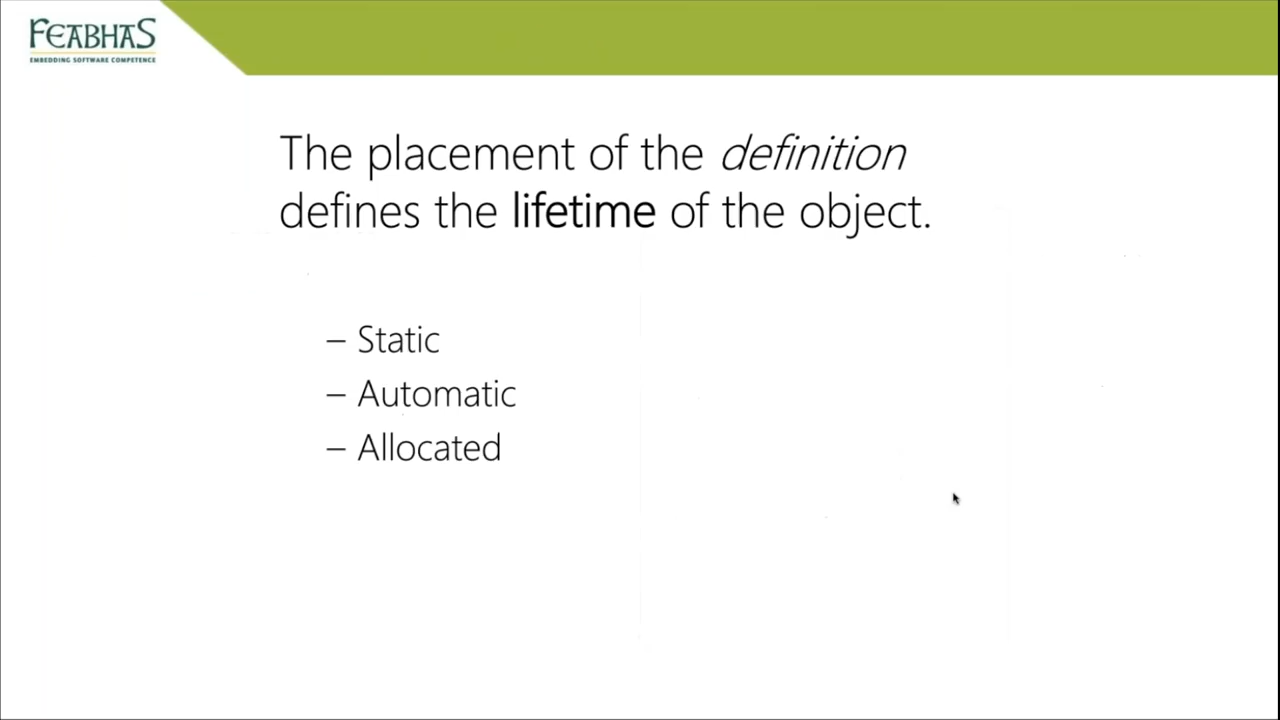 FEABHAS
EMBEDDING SOFTWARE COMPETENCE
The placement of the definition
defines the lifetime of the object.
– Static
– Automatic
– Allocated